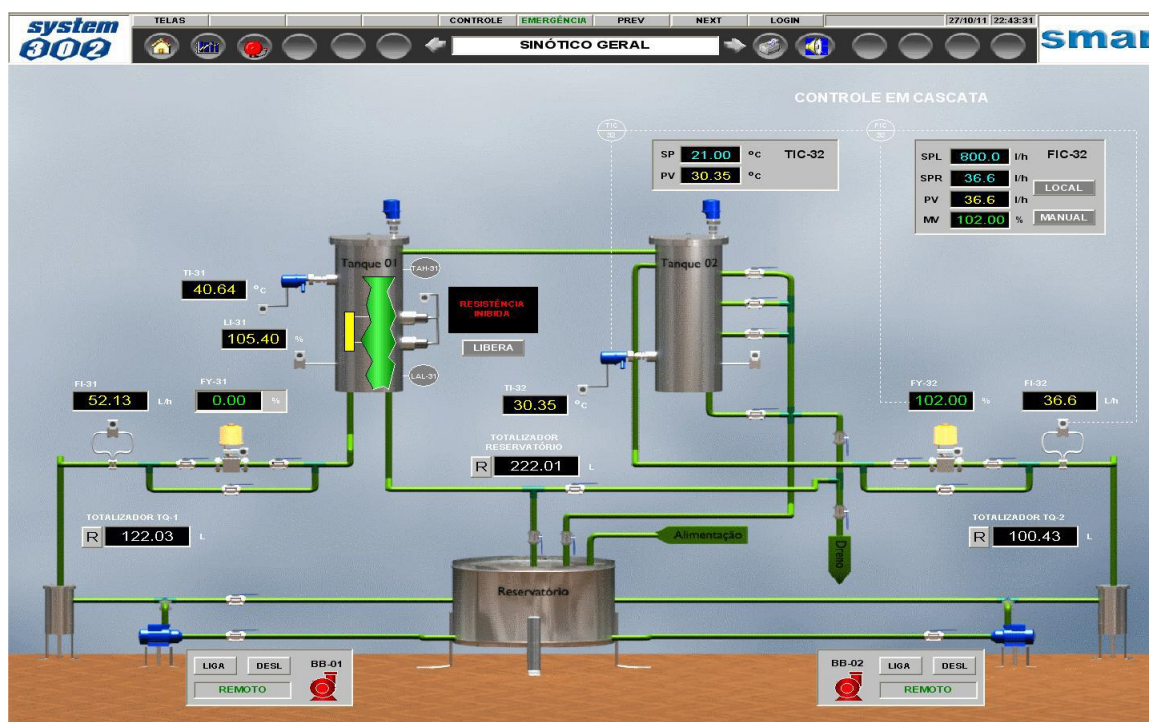 system
302
TELAS
CONTROLE
EMERGÊNCIA
PREV
NEXT
LOGIN
27/10/11
22:43:31
SINÓTICO GERAL
smar
CONTROLE EM CASCATA
TIC
32
FIC
32
SP 21.00 ºC TIC-32
PV 30.35 ºC
SPL 800.0 l/h FIC-32
SPR 36.6 l/h
LOCAL
PV 36.6 l/h
MV 102.00 % MANUAL
Tanque 01
TAH-31
Tanque 02
TI-31
40.64 ºC
RESISTÊNCIA
INIBIDA
LI-31
105.40 %
LIBERA
LAL-31
FI-31
52.13 L/h
FY-31
0.00 %
TI-32
30.35 ºC
FY-32
102.00 %
FI-32
36.6 L/h
TOTALIZADOR
RESERVATÓRIO
R 222.01 L
TOTALIZADOR TQ-1
R 122.03 L
TOTALIZADOR TQ-2
R 100.43 L
Alimentação
Dreno
Reservatório
LIGA DESL BB-01
REMOTO
BB-02 LIGA DESL
REMOTO